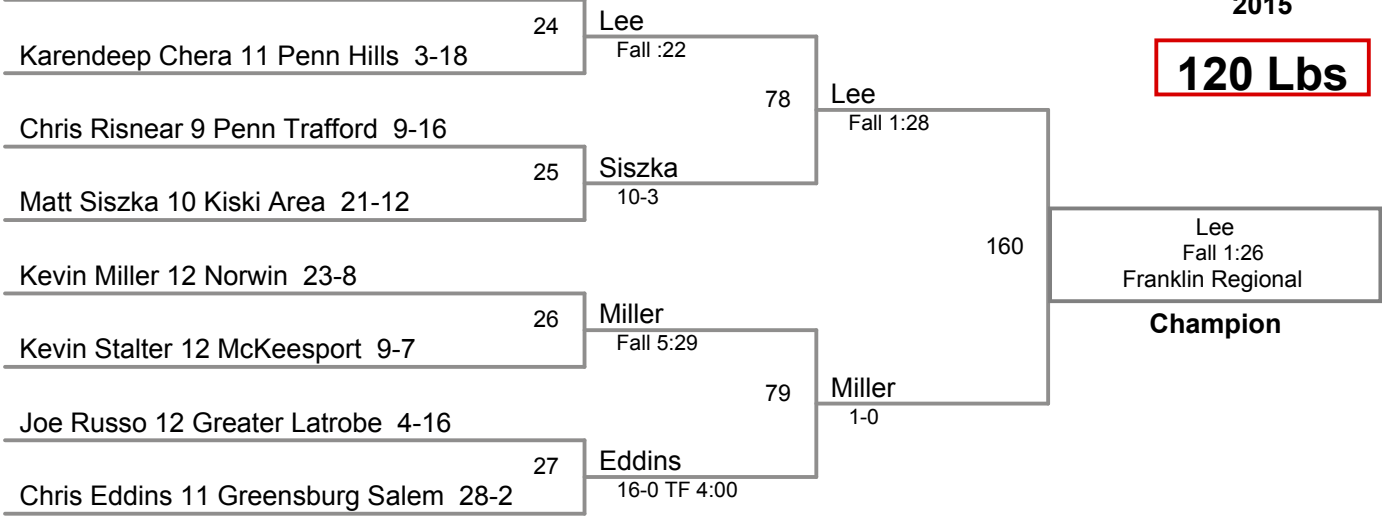 2015
120 Lbs
24
Lee
Fall :22
Karendeep Chera 11 Penn Hills 3-18
78
Lee
Fall 1:28
Chris Risnear 9 Penn Trafford 9-16
25
Siszka
10-3
Matt Siszka 10 Kiski Area 21-12
160
Lee
Fall 1:26
Franklin Regional
Champion
Kevin Miller 12 Norwin 23-8
26
Miller
Fall 5:29
Kevin Stalter 12 McKeesport 9-7
79
Miller
1-0
Joe Russo 12 Greater Latrobe 4-16
27
Eddins
16-0 TF 4:00
Chris Eddins 11 Greensburg Salem 28-2